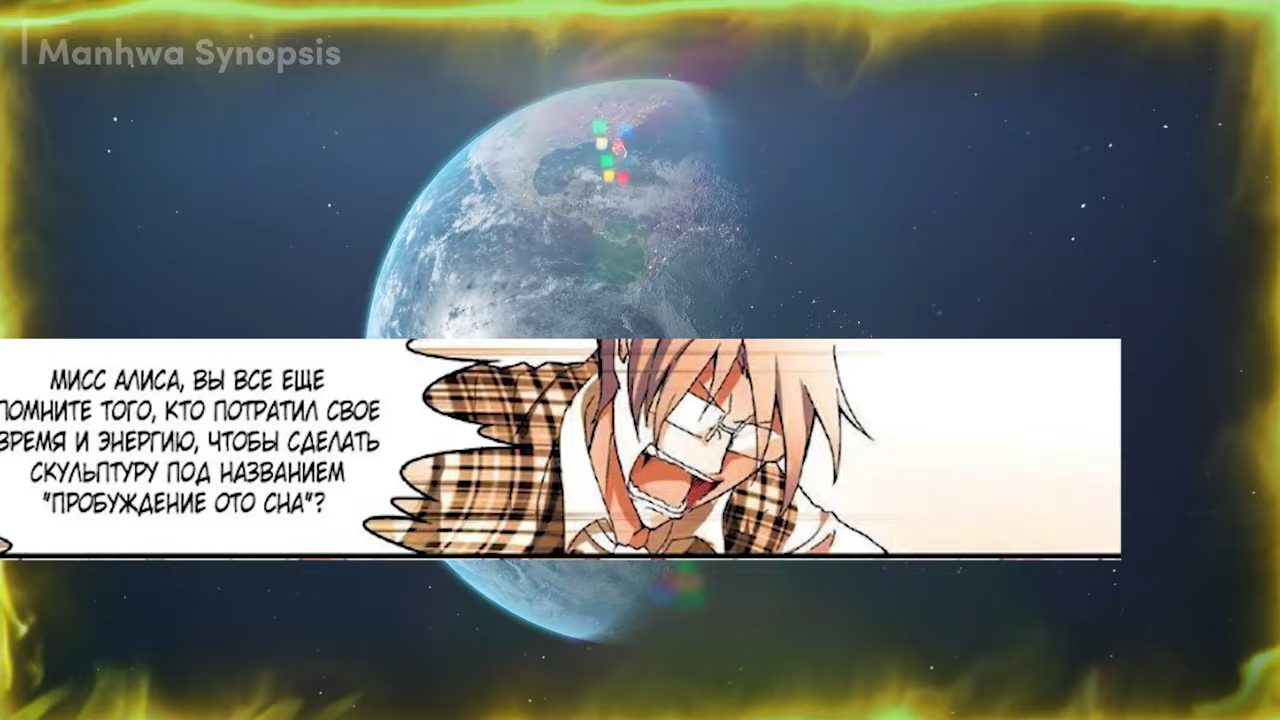 Manhwa Synopsis
МИСС АЛИСА, ВЫ ВСЕ ЕЩЕ
ПОМНИТЕ ТОГО, КТО ПОТРАТИЛ СВОЕ
ВРЕМЯ И ЭНЕРГИЮ, ЧТОБЫ СДЕЛАТЬ
СКУЛЬПТУРУ ПОД НАЗВАНИЕМ
"ПРОБУЖДЕНИЕ ОТО СНА"?